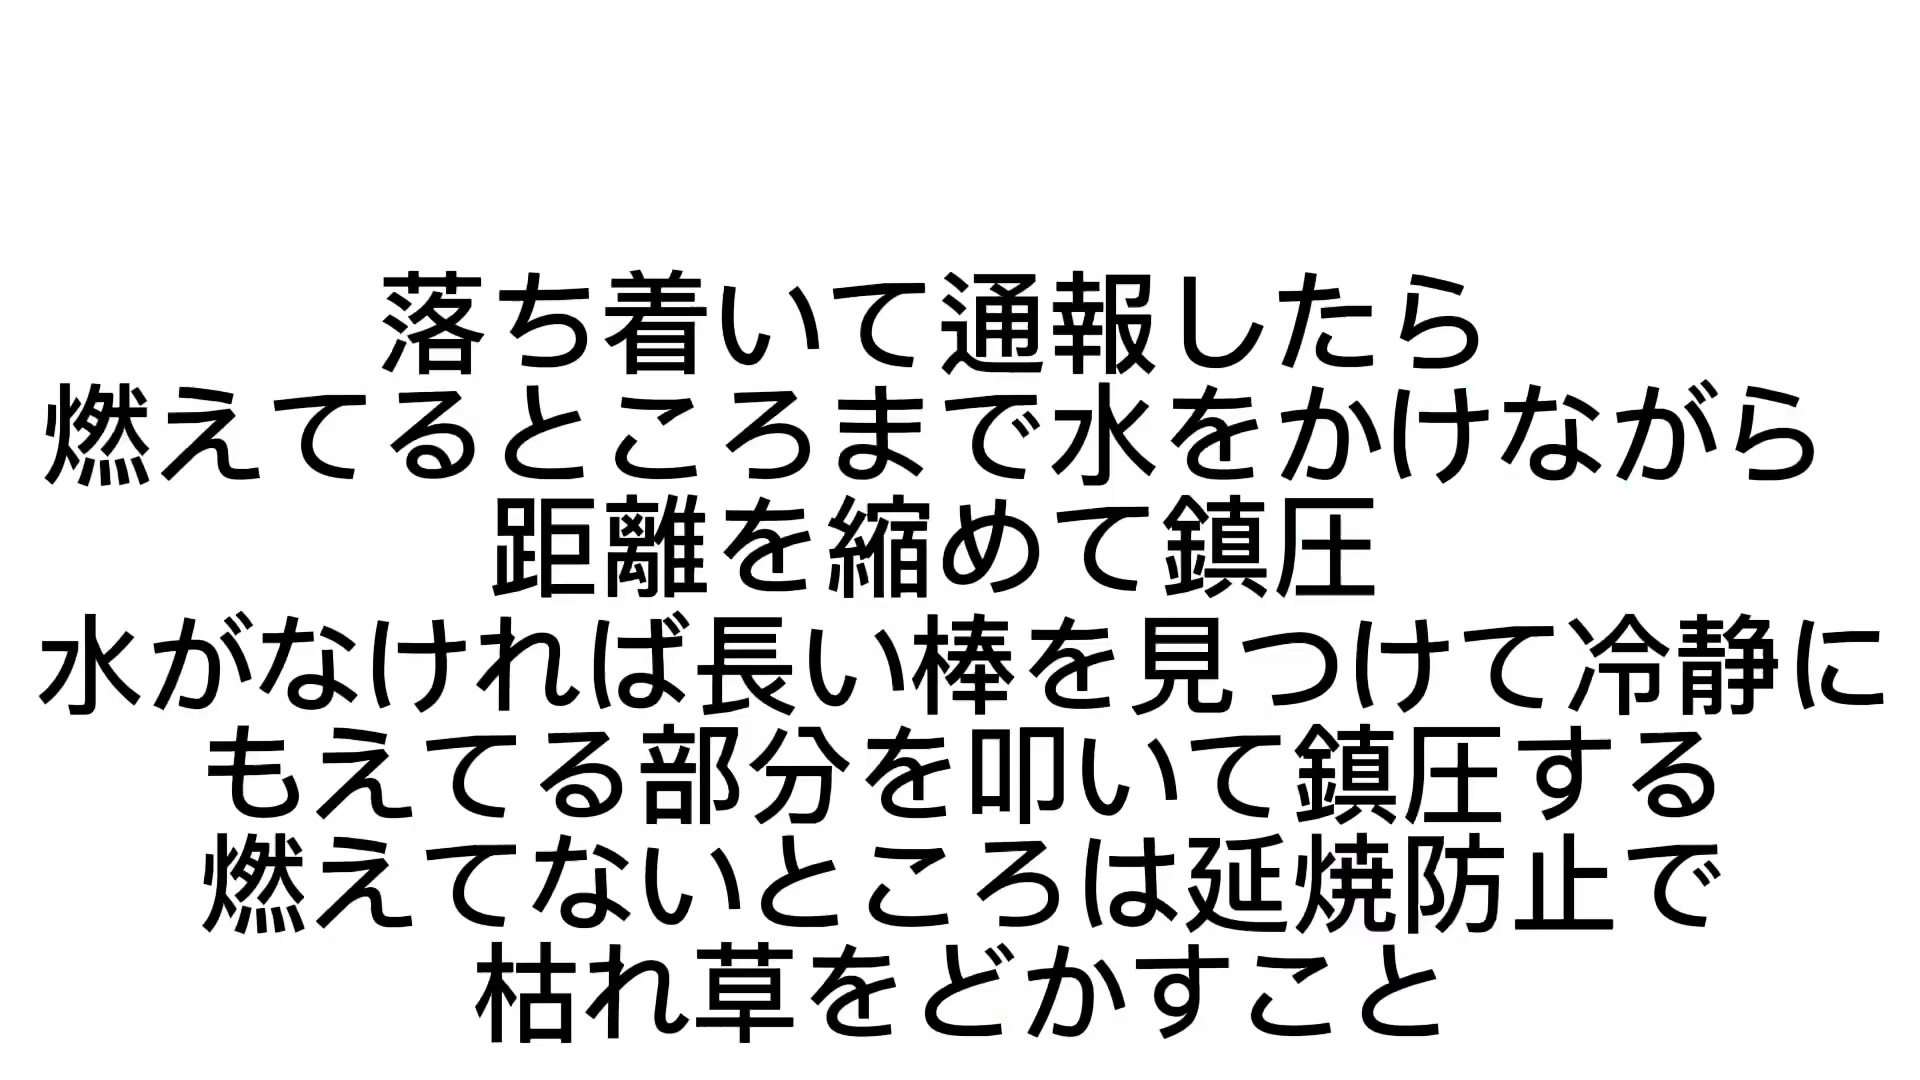 落ち着いて通報したら
燃えてるところまで水をかけながら
距離を縮めて鎮圧
水がなければ長い棒を見つけて冷静に
もえてる部分を叩いて鎮圧する
燃えてないところは延焼防止で
枯れ草をどかすこと